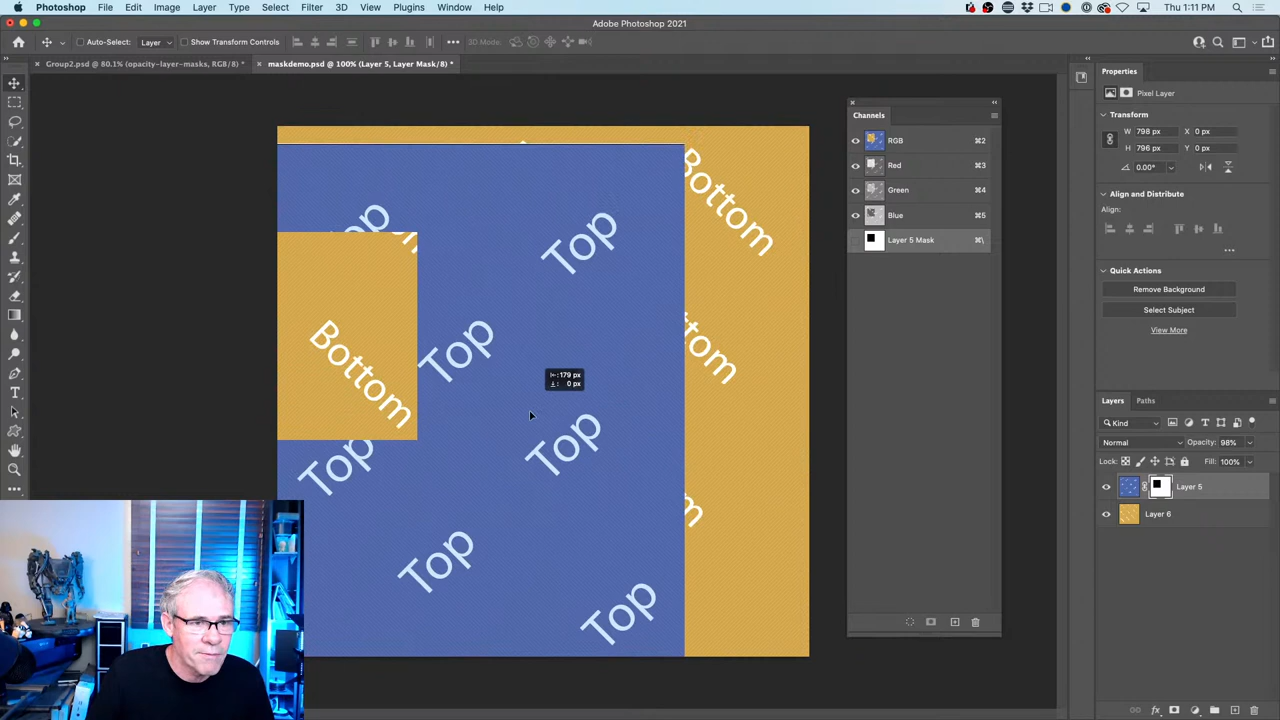 Photoshop File Edit Image Layer Type Select Filter 3D View Plugins Window Help Thu 1:11 PM
Adobe Photoshop 2021
Auto-Select: Layer Show Transform Controls 3D Mode:
Group2.psd @ 80.1% (opacity-layer-masks, RGB/8) * maskdemo.psd @ 100% (Layer 5, Layer Mask/8) *
Properties
Pixel Layer
Transform
W 798 px X 0 px
H 796 px Y 0 px
0.00°
Align and Distribute
Align:
Quick Actions
Remove Background
Select Subject
View More
Channels
RGB ⌘2
Red ⌘3
Green ⌘4
Blue ⌘5
Layer 5 Mask ⌘\
Bottom
Top
Top
Top
Bottom
Top
Top
Top
Top
179 px
0 px
Layers Paths
Kind
Normal Opacity: 98%
Lock: Fill: 100%
Layer 5
Layer 6